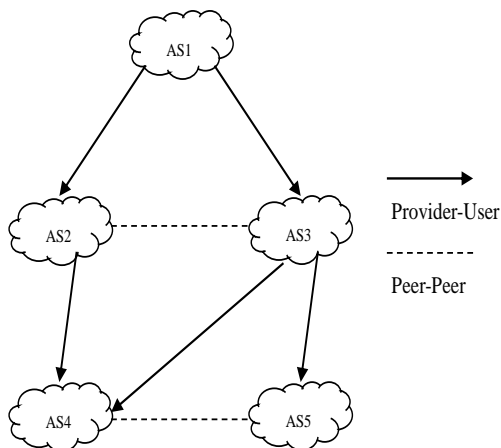 AS1
AS2
AS3
Provider-User
Peer-Peer
AS4
AS5